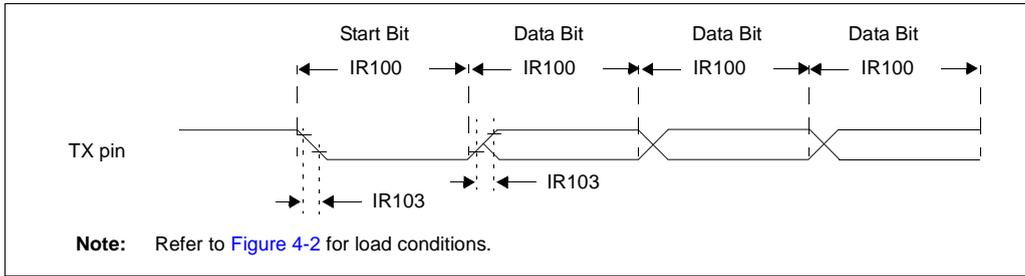 Start Bit Data Bit Data Bit Data Bit
IR100 IR100 IR100 IR100
TX pin
IR103
IR103
Note: Refer to Figure 4-2 for load conditions.